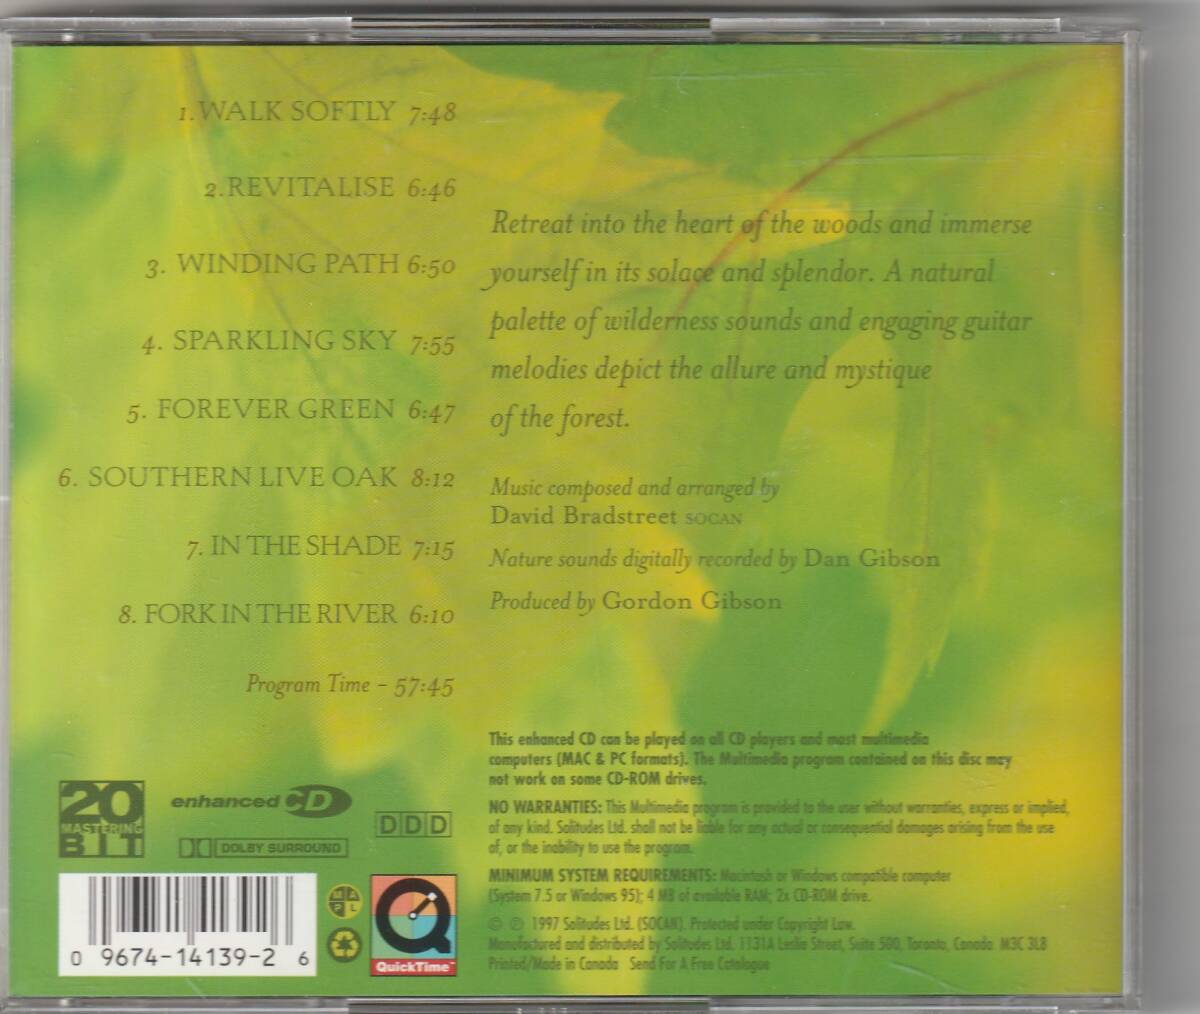 1. WALK SOFTLY 7:48
2. REVITALISE 6:46
3. WINDING PATH 6:50
4. SPARKLING SKY 7:55
5. FOREVER GREEN 6:47
6. SOUTHERN LIVE OAK 8:12
7. IN THE SHADE 7:15
8. FORK IN THE RIVER 6:10
Program Time - 57:45
Retreat into the heart of the woods and immerse
yourself in its solace and splendor. A natural
palette of wilderness sounds and engaging guitar
melodies depict the allure and mystique
of the forest.
Music composed and arranged by
David Bradstreet SOCAN
Nature sounds digitally recorded by Dan Gibson
Produced by Gordon Gibson
This enhanced CD can be played on all CD players and most multimedia
computers (MAC & PC formats). The Multimedia program contained on this disc may
not work on some CD-ROM drives.
NO WARRANTIES: This Multimedia program is provided to the user without warranties, express or implied,
of any kind. Solitudes Ltd. shall not be liable for any actual or consequential damages arising from the use
of, or the inability to use the program.
MINIMUM SYSTEM REQUIREMENTS: Macintosh or Windows compatible computer
(System 7.5 or Windows 95); 4 MB of available RAM; 2x CD-ROM drive.
© ℗ 1997 Solitudes Ltd. (SOCAN). Protected under Copyright Law.
Manufactured and distributed by Solitudes Ltd. 1131A Leslie Street, Suite 500, Toronto, Canada M3C 3L8
Printed/Made in Canada Send For A Free Catalogue
20
MASTERING
BIT
enhanced CD
DOLBY SURROUND
DDD
0 09674-14139-2 6
MAPL
QuickTime™